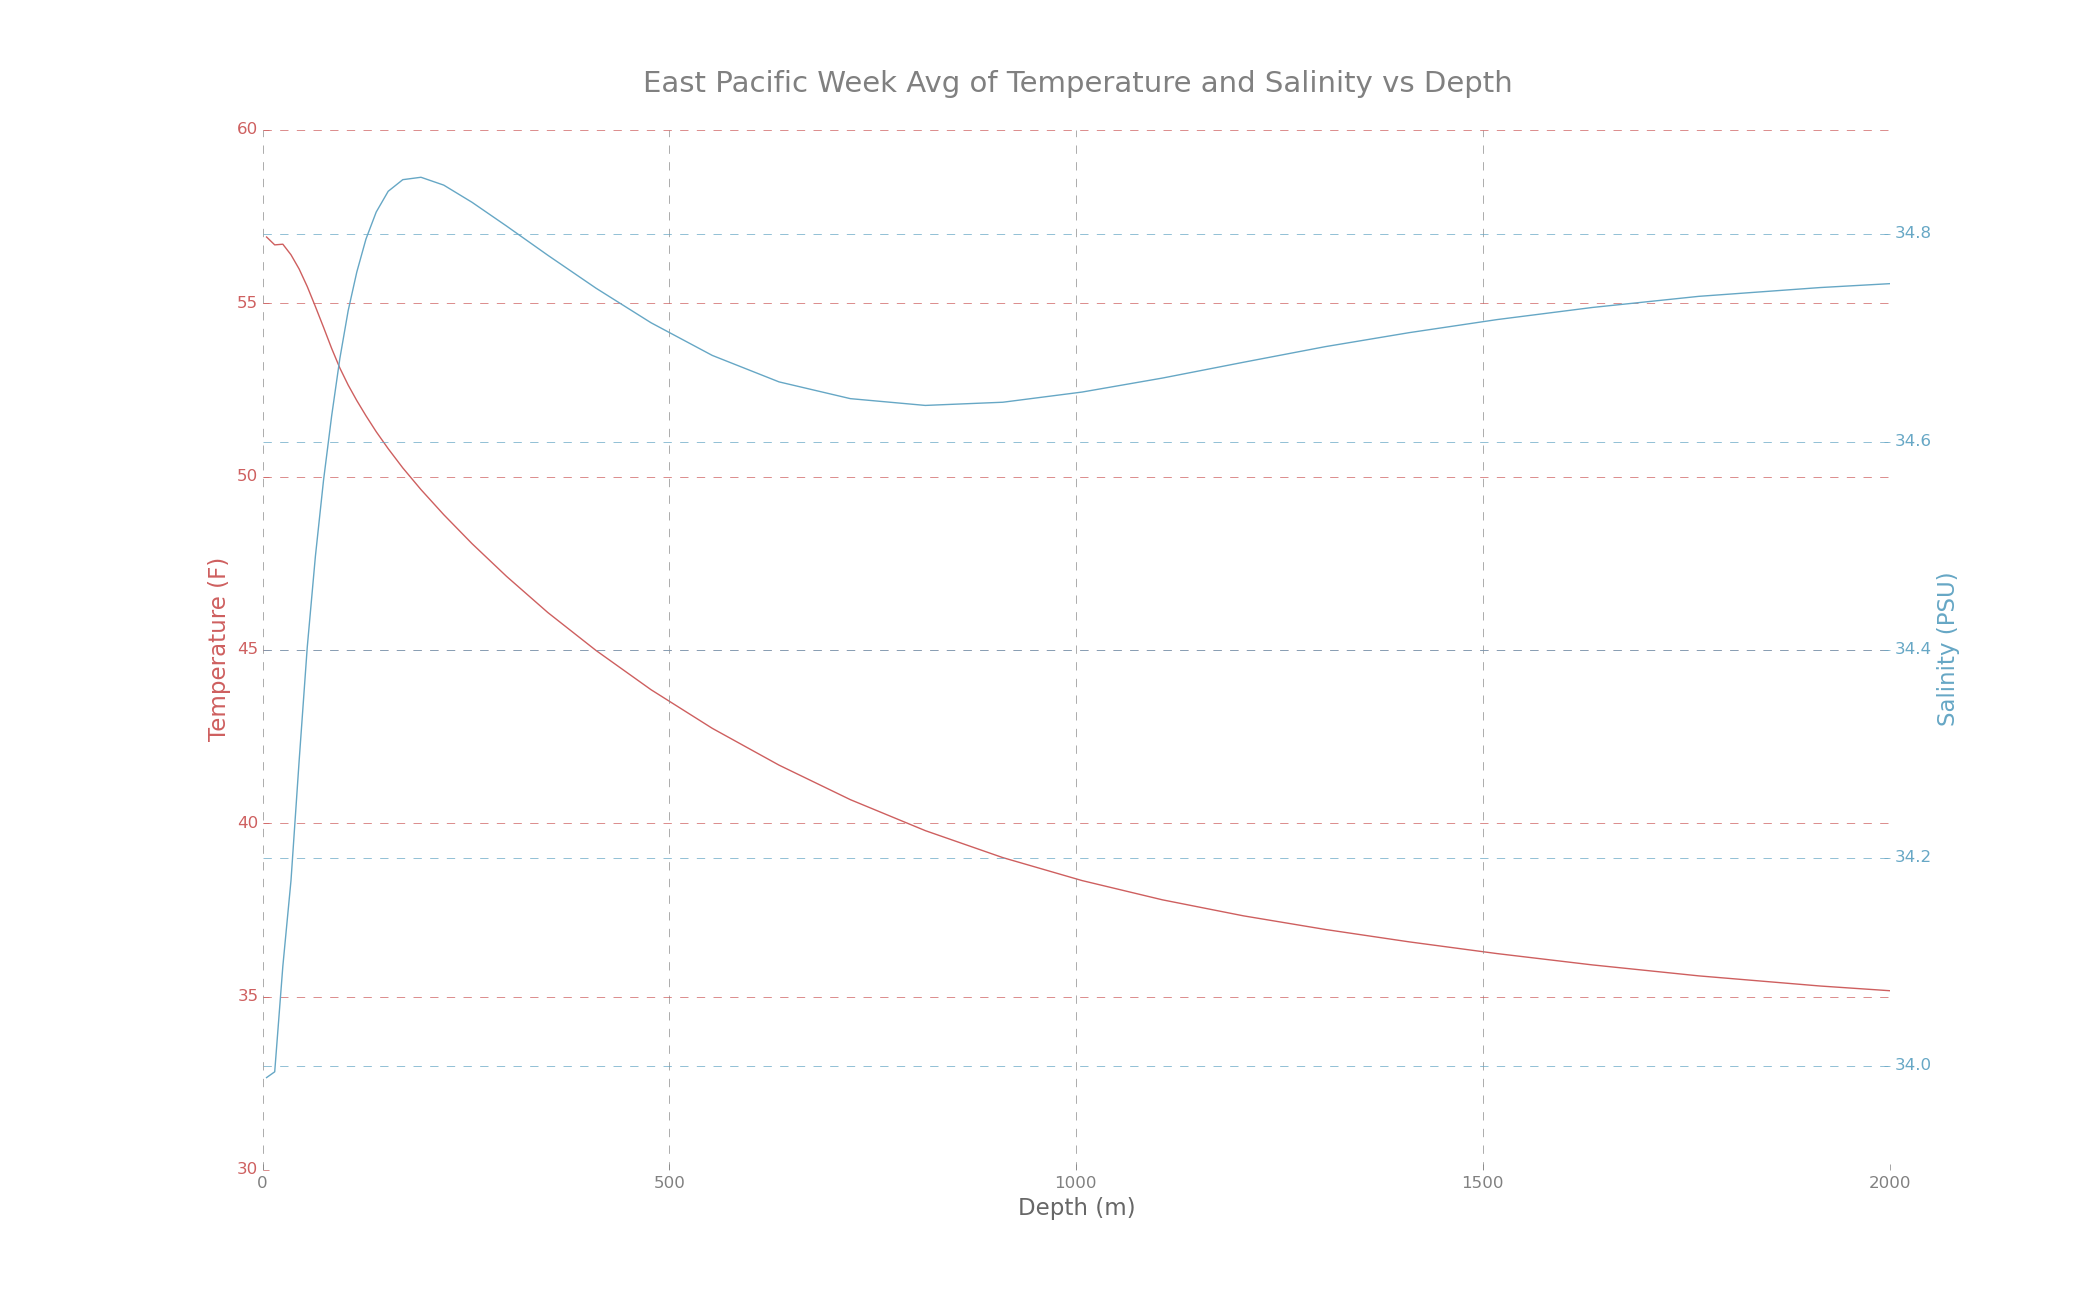 East Pacific Week Avg of Temperature and Salinity vs Depth
60
55
50
45
40
35
30
Temperature (F)
34.8
34.6
34.4
34.2
34.0
Salinity (PSU)
0 500 1000 1500 2000
Depth (m)